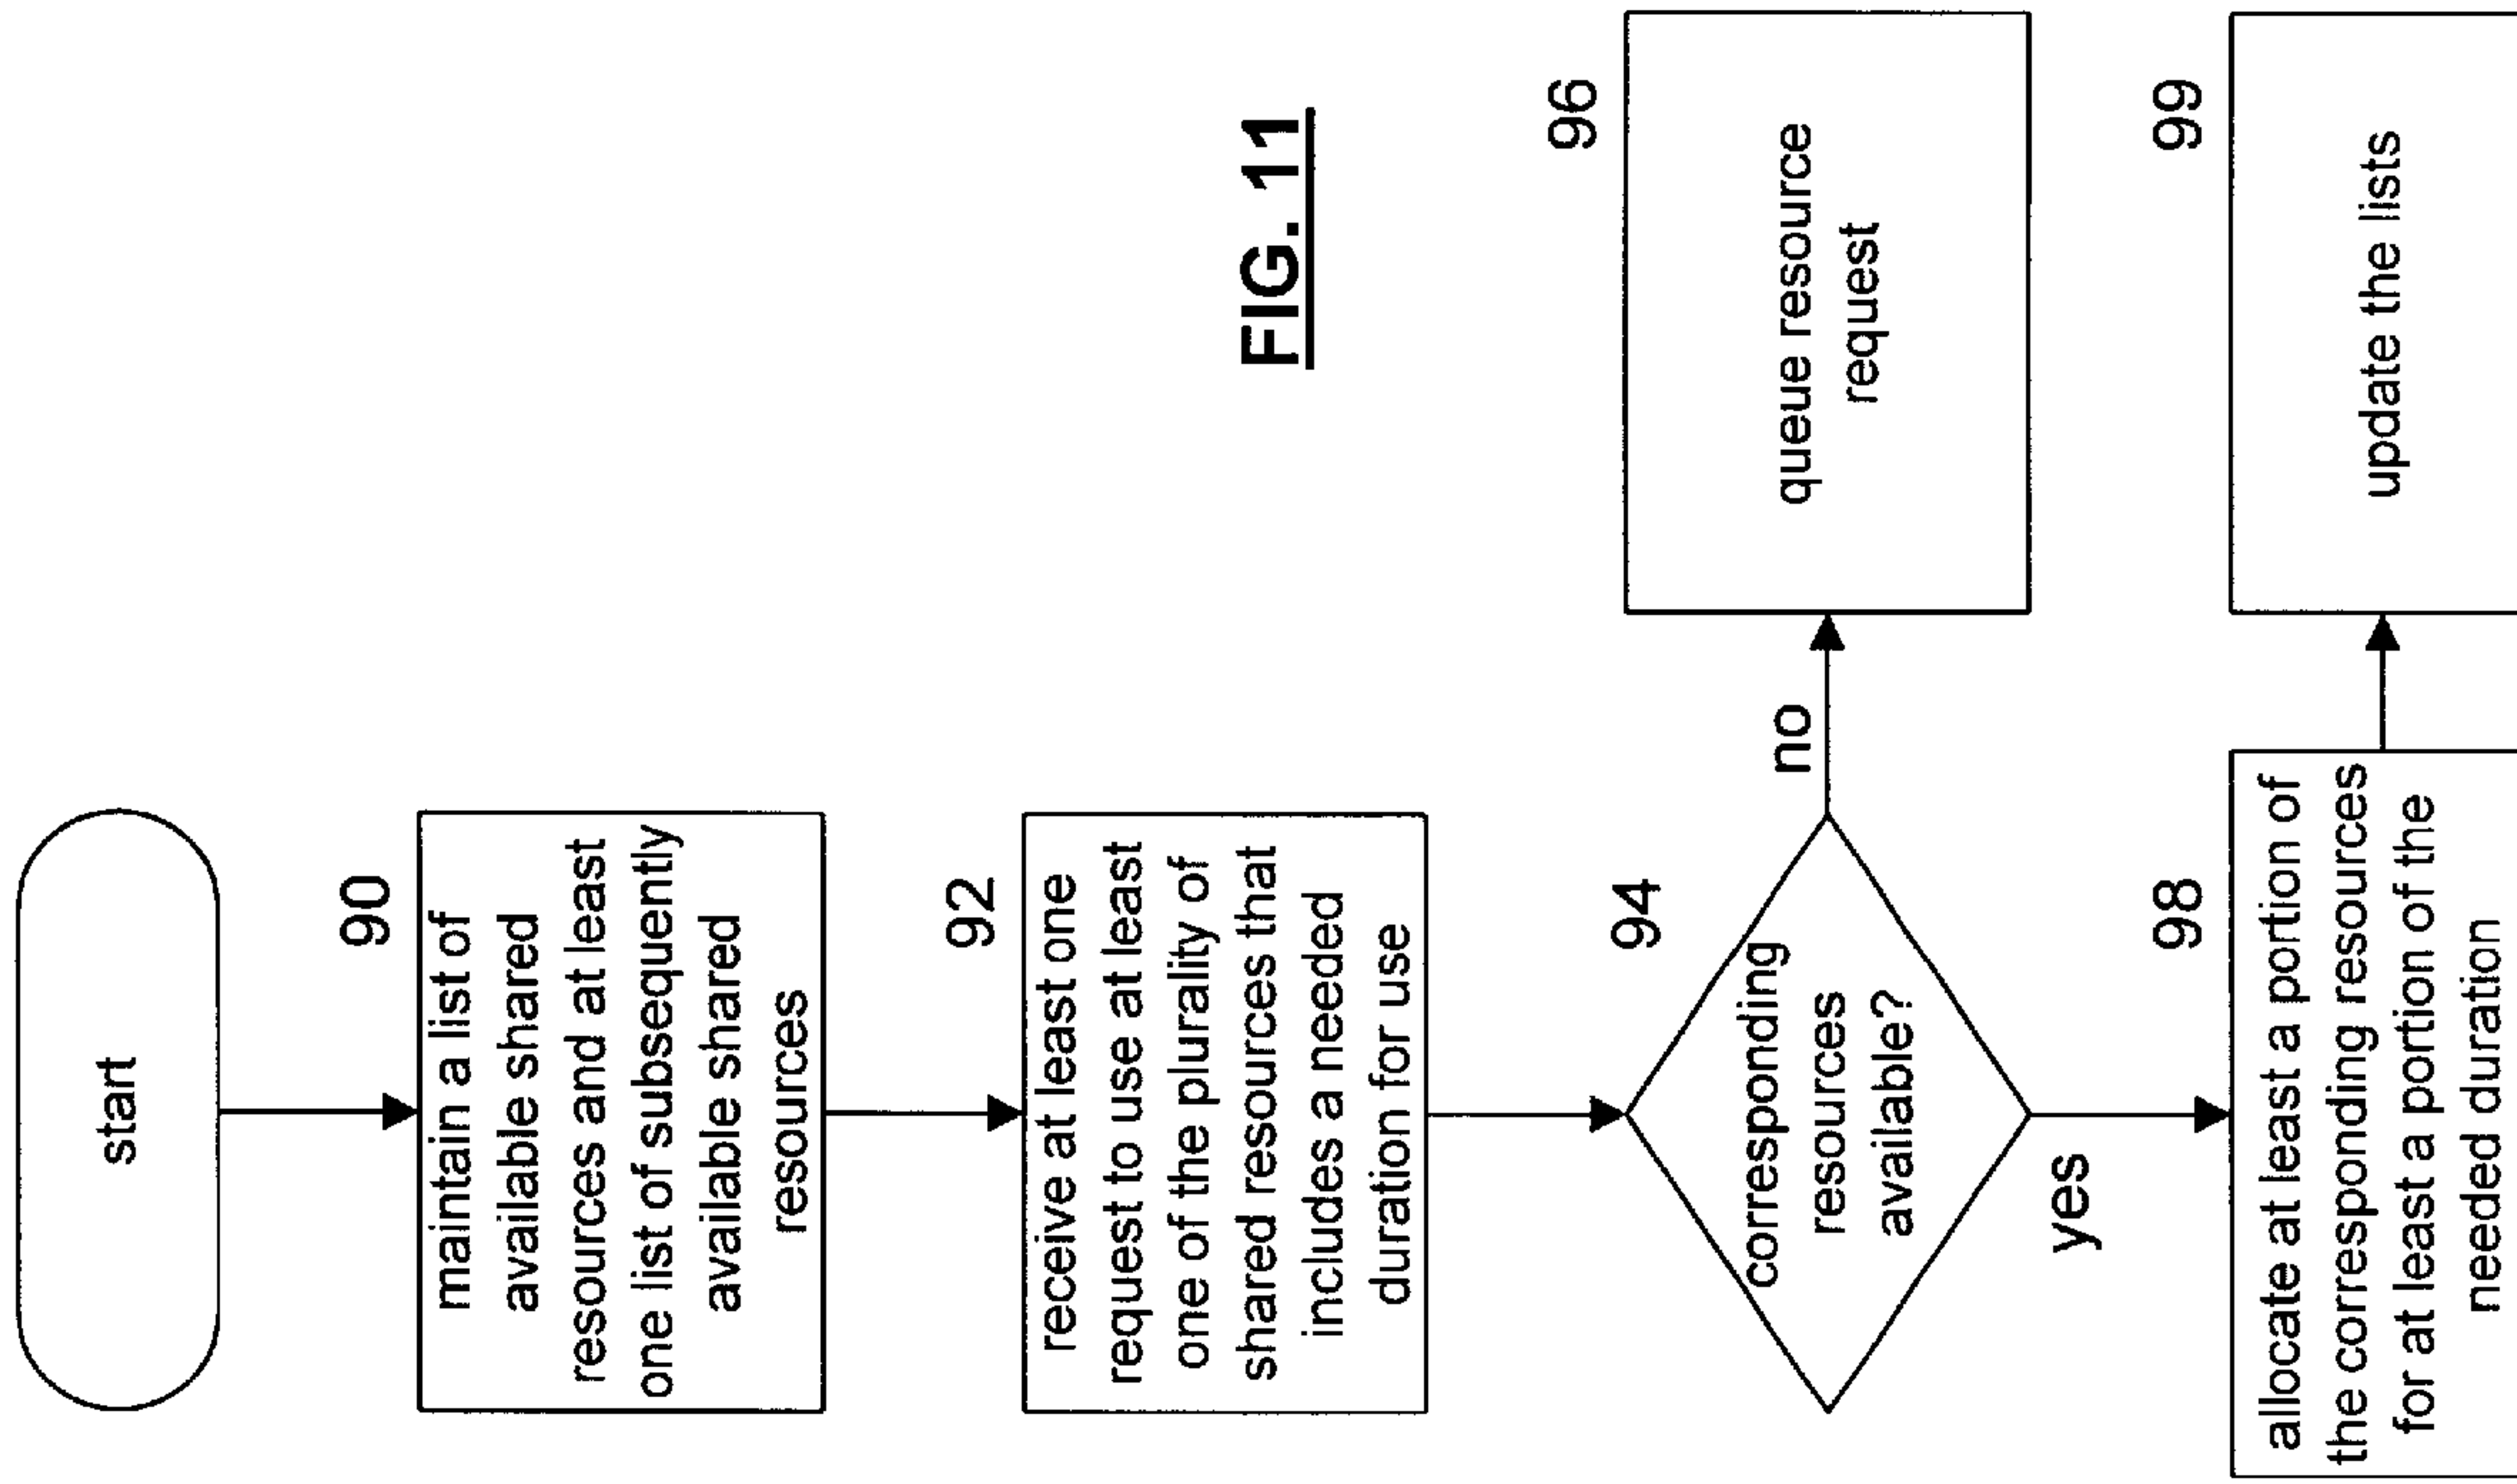 start
90
maintain a list of
available shared
resources and at least
one list of subsequently
available shared
resources
92
receive at least one
request to use at least
one of the plurality of
shared resources that
includes a needed
duration for use
94
corresponding
resources
available?
no
96
queue resource
request
yes
98
allocate at least a portion of
the corresponding resources
for at least a portion of the
needed duration
99
update the lists
FIG. 11